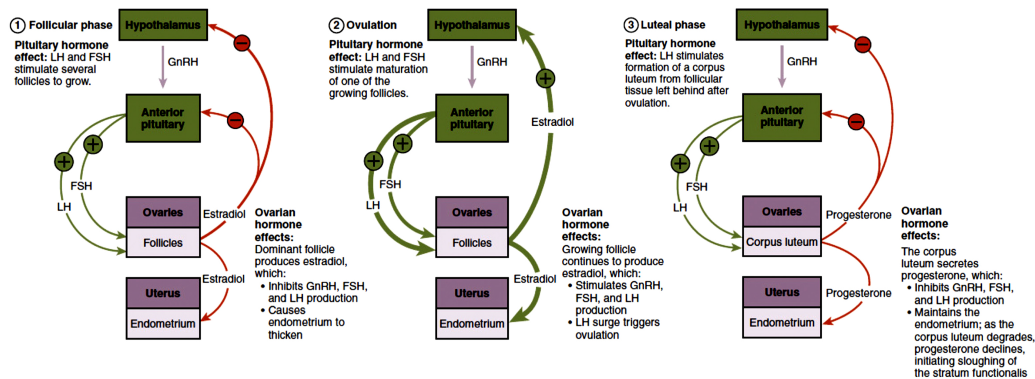 1 Follicular phase
Pituitary hormone
effect: LH and FSH
stimulate several
follicles to grow.
Hypothalamus
−
GnRH
Anterior
pituitary
−
+
+
FSH
LH
Ovaries
Follicles
Estradiol
Estradiol
Uterus
Endometrium
Ovarian
hormone
effects:
Dominant follicle
produces estradiol,
which:
• Inhibits GnRH, FSH,
and LH production
• Causes
endometrium to
thicken
2 Ovulation
Pituitary hormone
effect: LH and FSH
stimulate maturation
of one of the
growing follicles.
Hypothalamus
GnRH
+
Estradiol
Anterior
pituitary
+
+
FSH
LH
Ovaries
Follicles
Estradiol
Uterus
Endometrium
Ovarian
hormone
effects:
Growing follicle
continues to produce
estradiol, which:
• Stimulates GnRH,
FSH, and LH
production
• LH surge triggers
ovulation
3 Luteal phase
Pituitary hormone
effect: LH stimulates
formation of a corpus
luteum from follicular
tissue left behind after
ovulation.
Hypothalamus
−
GnRH
Anterior
pituitary
−
+
+
FSH
LH
Ovaries
Corpus luteum
Progesterone
Progesterone
Uterus
Endometrium
Ovarian
hormone
effects:
The corpus
luteum secretes
progesterone, which:
• Inhibits GnRH, FSH,
and LH production
• Maintains the
endometrium; as the
corpus luteum degrades,
progesterone declines,
initiating sloughing of
the stratum functionalis